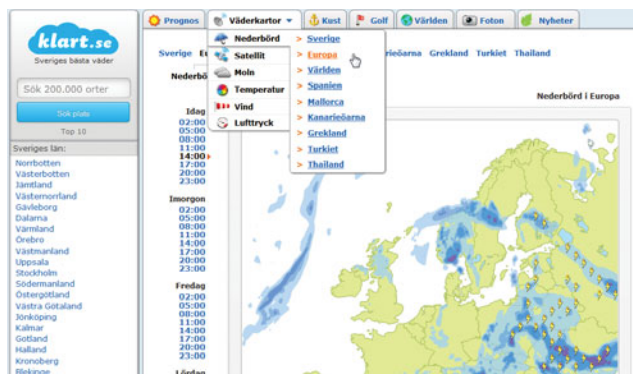 klart.se
Sveriges bästa väder
Sök 200.000 orter
Sök plats
Top 10
Sveriges län:
Norrbotten
Västerbotten
Jämtland
Västernorrland
Gävleborg
Dalarna
Värmland
Örebro
Västmanland
Uppsala
Stockholm
Södermanland
Östergötland
Västra Götaland
Jönköping
Kalmar
Gotland
Halland
Kronoberg
Blekinge
Prognos
Väderkartor
Kust
Golf
Världen
Foton
Nyheter
Nederbörd
Satellit
Moln
Temperatur
Vind
Lufttryck
> Sverige
> Europa
> Världen
> Spanien
> Mallorca
> Kanarieöarna
> Grekland
> Turkiet
> Thailand
Sverige
Grekland Turkiet Thailand
Nederbörd i Europa
Idag
02:00
05:00
08:00
11:00
14:00
17:00
20:00
23:00
Imorgon
02:00
05:00
08:00
11:00
14:00
17:00
20:00
23:00
Fredag
02:00
05:00
08:00
11:00
14:00
17:00
20:00
23:00
Lördag